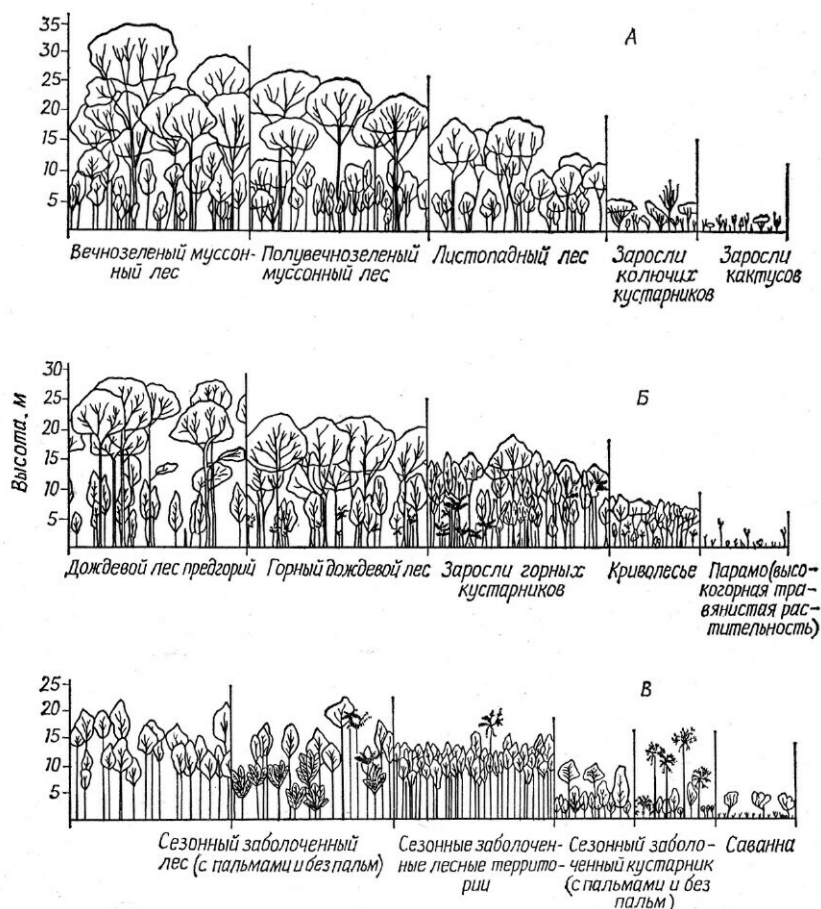 А
35
30
25
20
15
10
5
Вечнозеленый муссон-
ный лес
Полувечнозеленый
муссонный лес
Листопадный лес
Заросли
колючих
кустарников
Заросли
кактусов
Высота, м
Б
30
25
20
15
10
5
Дождевой лес предгорий
Горный дождевой лес
Заросли горных
кустарников
Криволесье
Парамо (высо-
когорная тра-
вянистая рас-
тительность)
В
25
20
15
10
5
Сезонный заболоченный
лес (с пальмами и без пальм)
Сезонные заболочен-
ные лесные террито-
рии
Сезонный заболо-
ченный кустарник
(с пальмами и без
пальм)
Саванна